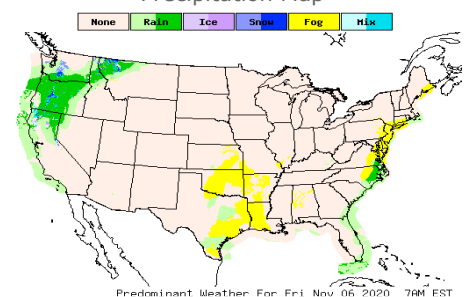 Precipitation Map
None Rain Ice Snow Fog Mix
Predominant Weather For Fri Nov 06 2020 7AM EST